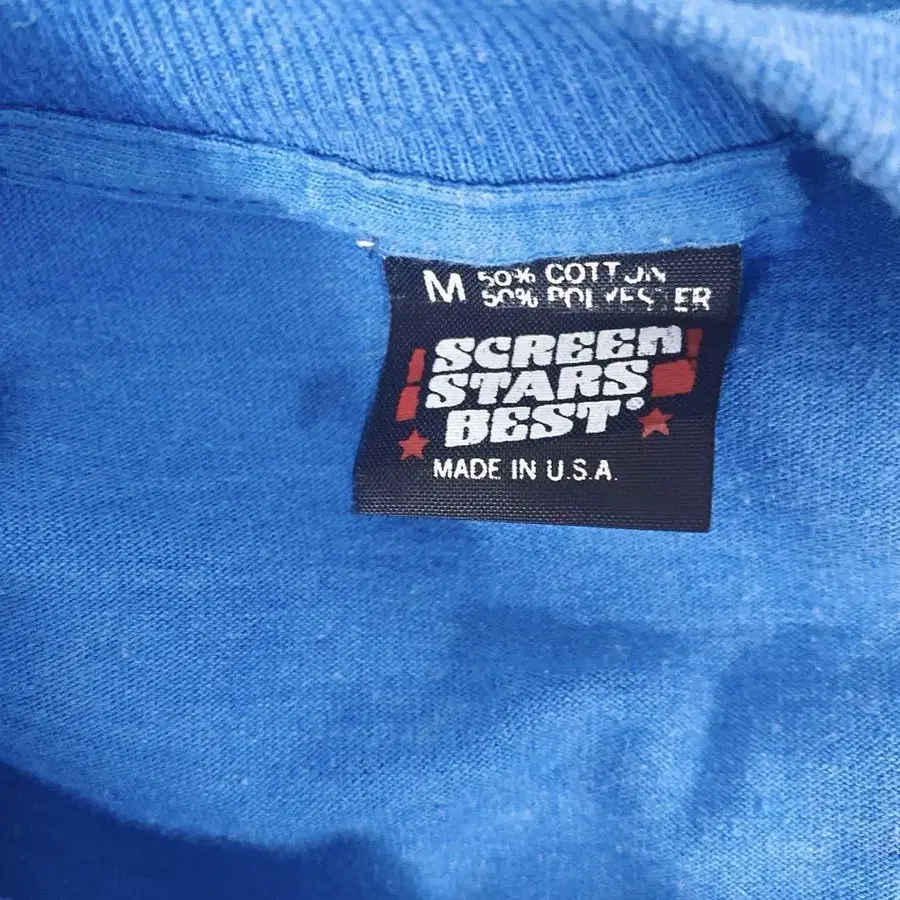 M 50% COTTON
50% POLYESTER
SCREEN
STARS
BEST®
MADE IN U.S.A.